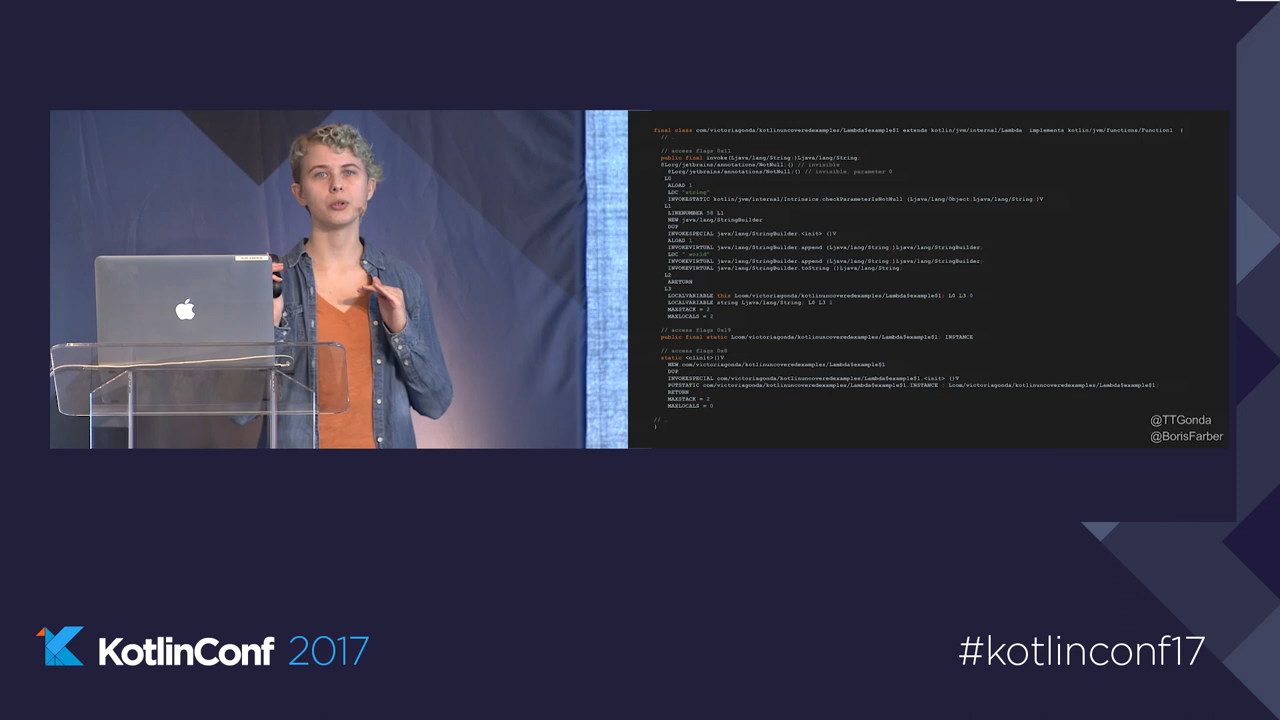 final class com/victoriagonda/kotlinuncoveredexamples/Lambda$example$1 extends kotlin/jvm/internal/Lambda implements kotlin/jvm/functions/Function1 {
//
// access flags 0x11
public final invoke(Ljava/lang/String;)Ljava/lang/String;
@Lorg/jetbrains/annotations/NotNull;() // invisible
@Lorg/jetbrains/annotations/NotNull;() // invisible, parameter 0
L0
ALOAD 1
LDC "string"
INVOKESTATIC kotlin/jvm/internal/Intrinsics.checkParameterIsNotNull (Ljava/lang/Object;Ljava/lang/String;)V
L1
LINENUMBER 58 L1
NEW java/lang/StringBuilder
DUP
INVOKESPECIAL java/lang/StringBuilder.<init> ()V
ALOAD 1
INVOKEVIRTUAL java/lang/StringBuilder.append (Ljava/lang/String;)Ljava/lang/StringBuilder;
LDC " world"
INVOKEVIRTUAL java/lang/StringBuilder.append (Ljava/lang/String;)Ljava/lang/StringBuilder;
INVOKEVIRTUAL java/lang/StringBuilder.toString ()Ljava/lang/String;
L2
ARETURN
L3
LOCALVARIABLE this Lcom/victoriagonda/kotlinuncoveredexamples/Lambda$example$1; L0 L3 0
LOCALVARIABLE string Ljava/lang/String; L0 L3 1
MAXSTACK = 2
MAXLOCALS = 2
// access flags 0x19
public final static Lcom/victoriagonda/kotlinuncoveredexamples/Lambda$example$1; INSTANCE
// access flags 0x8
static <clinit>()V
NEW com/victoriagonda/kotlinuncoveredexamples/Lambda$example$1
DUP
INVOKESPECIAL com/victoriagonda/kotlinuncoveredexamples/Lambda$example$1.<init> ()V
PUTSTATIC com/victoriagonda/kotlinuncoveredexamples/Lambda$example$1.INSTANCE : Lcom/victoriagonda/kotlinuncoveredexamples/Lambda$example$1;
RETURN
MAXSTACK = 2
MAXLOCALS = 0
//
}
@TTGonda
@BorisFarber
KotlinConf 2017
#kotlinconf17